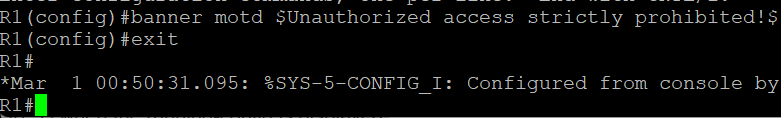 R1(config)#banner motd $Unauthorized access strictly prohibited!$
R1(config)#exit
R1#
*Mar  1 00:50:31.095: %SYS-5-CONFIG_I: Configured from console by
R1#